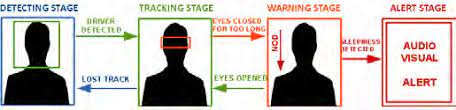 DETECTING STAGE
TRACKING STAGE
WARNING STAGE
ALERT STAGE
DRIVER
DETECTED
EYES CLOSED
FOR TOO LONG
NOD
SLEEPINESS
DETECTED
AUDIO
VISUAL
ALERT
LOST TRACK
EYES OPENED